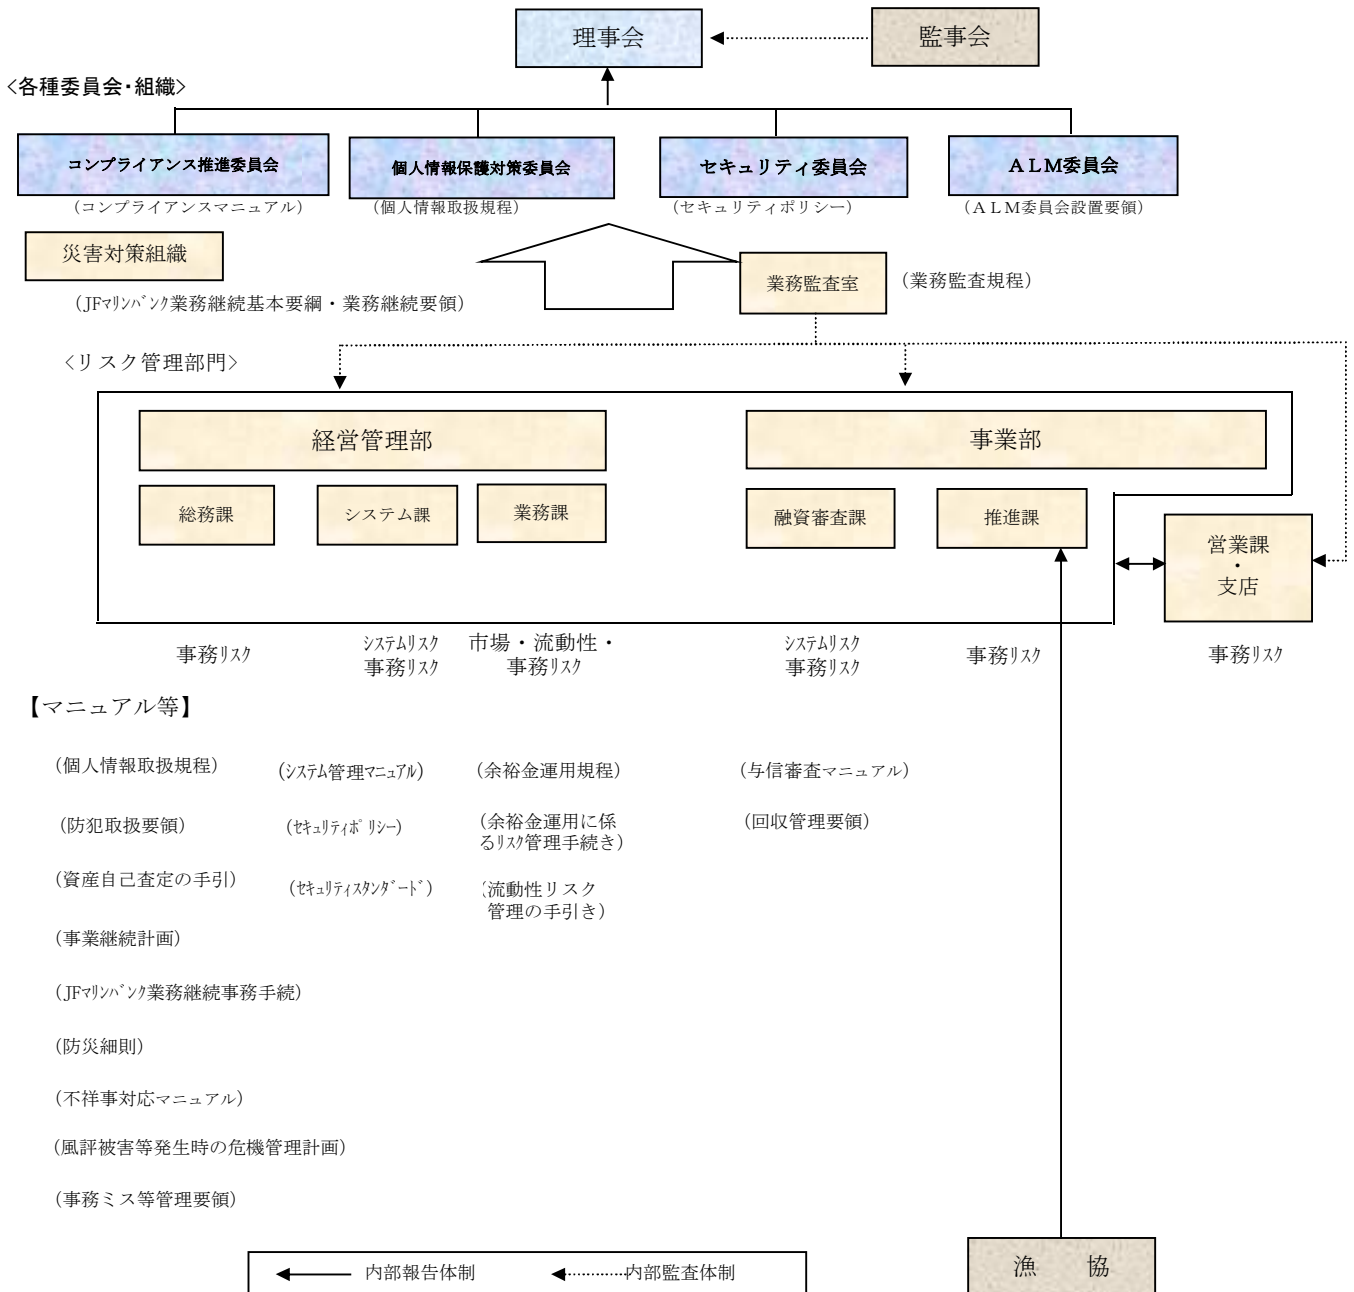 理事会
監事会
<各種委員会・組織>
コンプライアンス推進委員会
個人情報保護対策委員会
セキュリティ委員会
ＡＬＭ委員会
（コンプライアンスマニュアル）
（個人情報取扱規程）
（セキュリティポリシー）
（ＡＬＭ委員会設置要領）
災害対策組織
業務監査室
（業務監査規程）
（JFﾏﾘﾝﾊﾞﾝｸ業務継続基本要綱・業務継続要領）
<リスク管理部門>
経営管理部
事業部
総務課
システム課
業務課
融資審査課
推進課
営業課
・
支店
事務ﾘｽｸ
ｼｽﾃﾑﾘｽｸ
事務ﾘｽｸ
市場・流動性・
事務ﾘｽｸ
ｼｽﾃﾑﾘｽｸ
事務ﾘｽｸ
事務ﾘｽｸ
事務ﾘｽｸ
【マニュアル等】
（個人情報取扱規程）
（ｼｽﾃﾑ管理ﾏﾆｭｱﾙ）
（余裕金運用規程）
（与信審査マニュアル）
（防犯取扱要領）
（ｾｷｭﾘﾃｨﾎﾟﾘｼｰ）
（余裕金運用に係
るﾘｽｸ管理手続き）
（回収管理要領）
（資産自己査定の手引）
（ｾｷｭﾘﾃｨｽﾀﾝﾀﾞｰﾄﾞ）
（流動性リスク
管理の手引き）
（事業継続計画）
（JFﾏﾘﾝﾊﾞﾝｸ業務継続事務手続）
（防災細則）
（不祥事対応マニュアル）
（風評被害等発生時の危機管理計画）
（事務ミス等管理要領）
内部報告体制
内部監査体制
漁　協